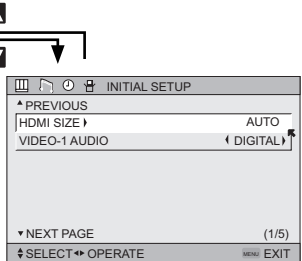 INITIAL SETUP
PREVIOUS
HDMI SIZE AUTO
VIDEO-1 AUDIO DIGITAL
NEXT PAGE (1/5)
SELECT OPERATE MENU EXIT